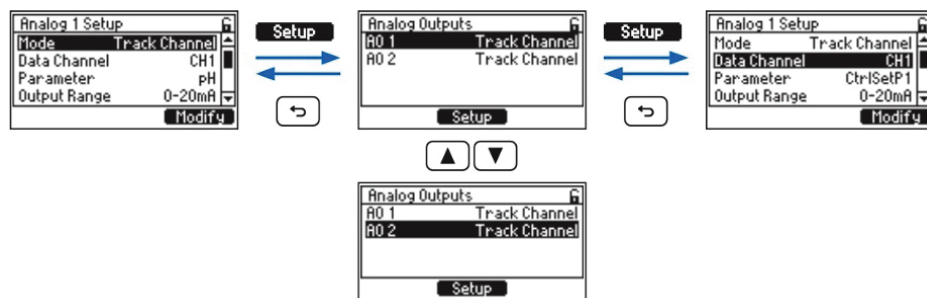 Analog 1 Setup
Mode Track Channel
Data Channel CH1
Parameter pH
Output Range 0-20mA
Modify
Setup
Analog Outputs
AO 1 Track Channel
AO 2 Track Channel
Setup
Setup
Analog 1 Setup
Mode Track Channel
Data Channel CH1
Parameter CtrlSetP1
Output Range 0-20mA
Modify
Analog Outputs
AO 1 Track Channel
AO 2 Track Channel
Setup